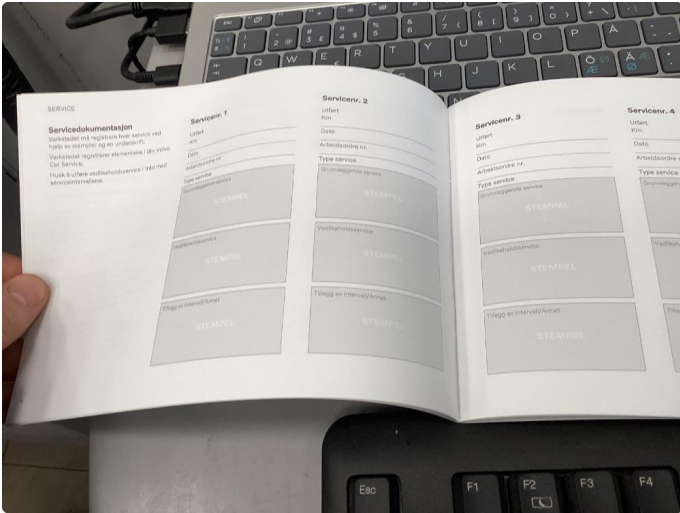 SERVICE
Servicedokumentasjon
Verkstedet må registrere hver service ved
hjelp av stempler og en underskrift.
Verkstedet registrerer elementene i din Volvo
Car Service.
Husk å utføre vedlikeholdsservice i tråd med
serviceintervallene.
Servicenr. 1
Utført
Km
Dato
Arbeidsordre nr.
Type service
Grunnleggende service
STEMPEL
Vedlikeholdsservice
STEMPEL
Tillegg av intervall/Annet
STEMPEL
Servicenr. 2
Utført
Km
Dato
Arbeidsordre nr.
Type service
Grunnleggende service
STEMPEL
Vedlikeholdsservice
STEMPEL
Tillegg av intervall/Annet
STEMPEL
Servicenr. 3
Utført
Km
Dato
Arbeidsordre nr.
Type service
Grunnleggende service
STEMPEL
Vedlikeholdsservice
STEMPEL
Tillegg av intervall/Annet
STEMPEL
Servicenr. 4
Utført
Km
Dato
Arbeidsordre
Type service
esc
Q W E R T Y U I O P Å
H J K L Ö Æ Ä Ø
N
Esc F1 F2 F3 F4